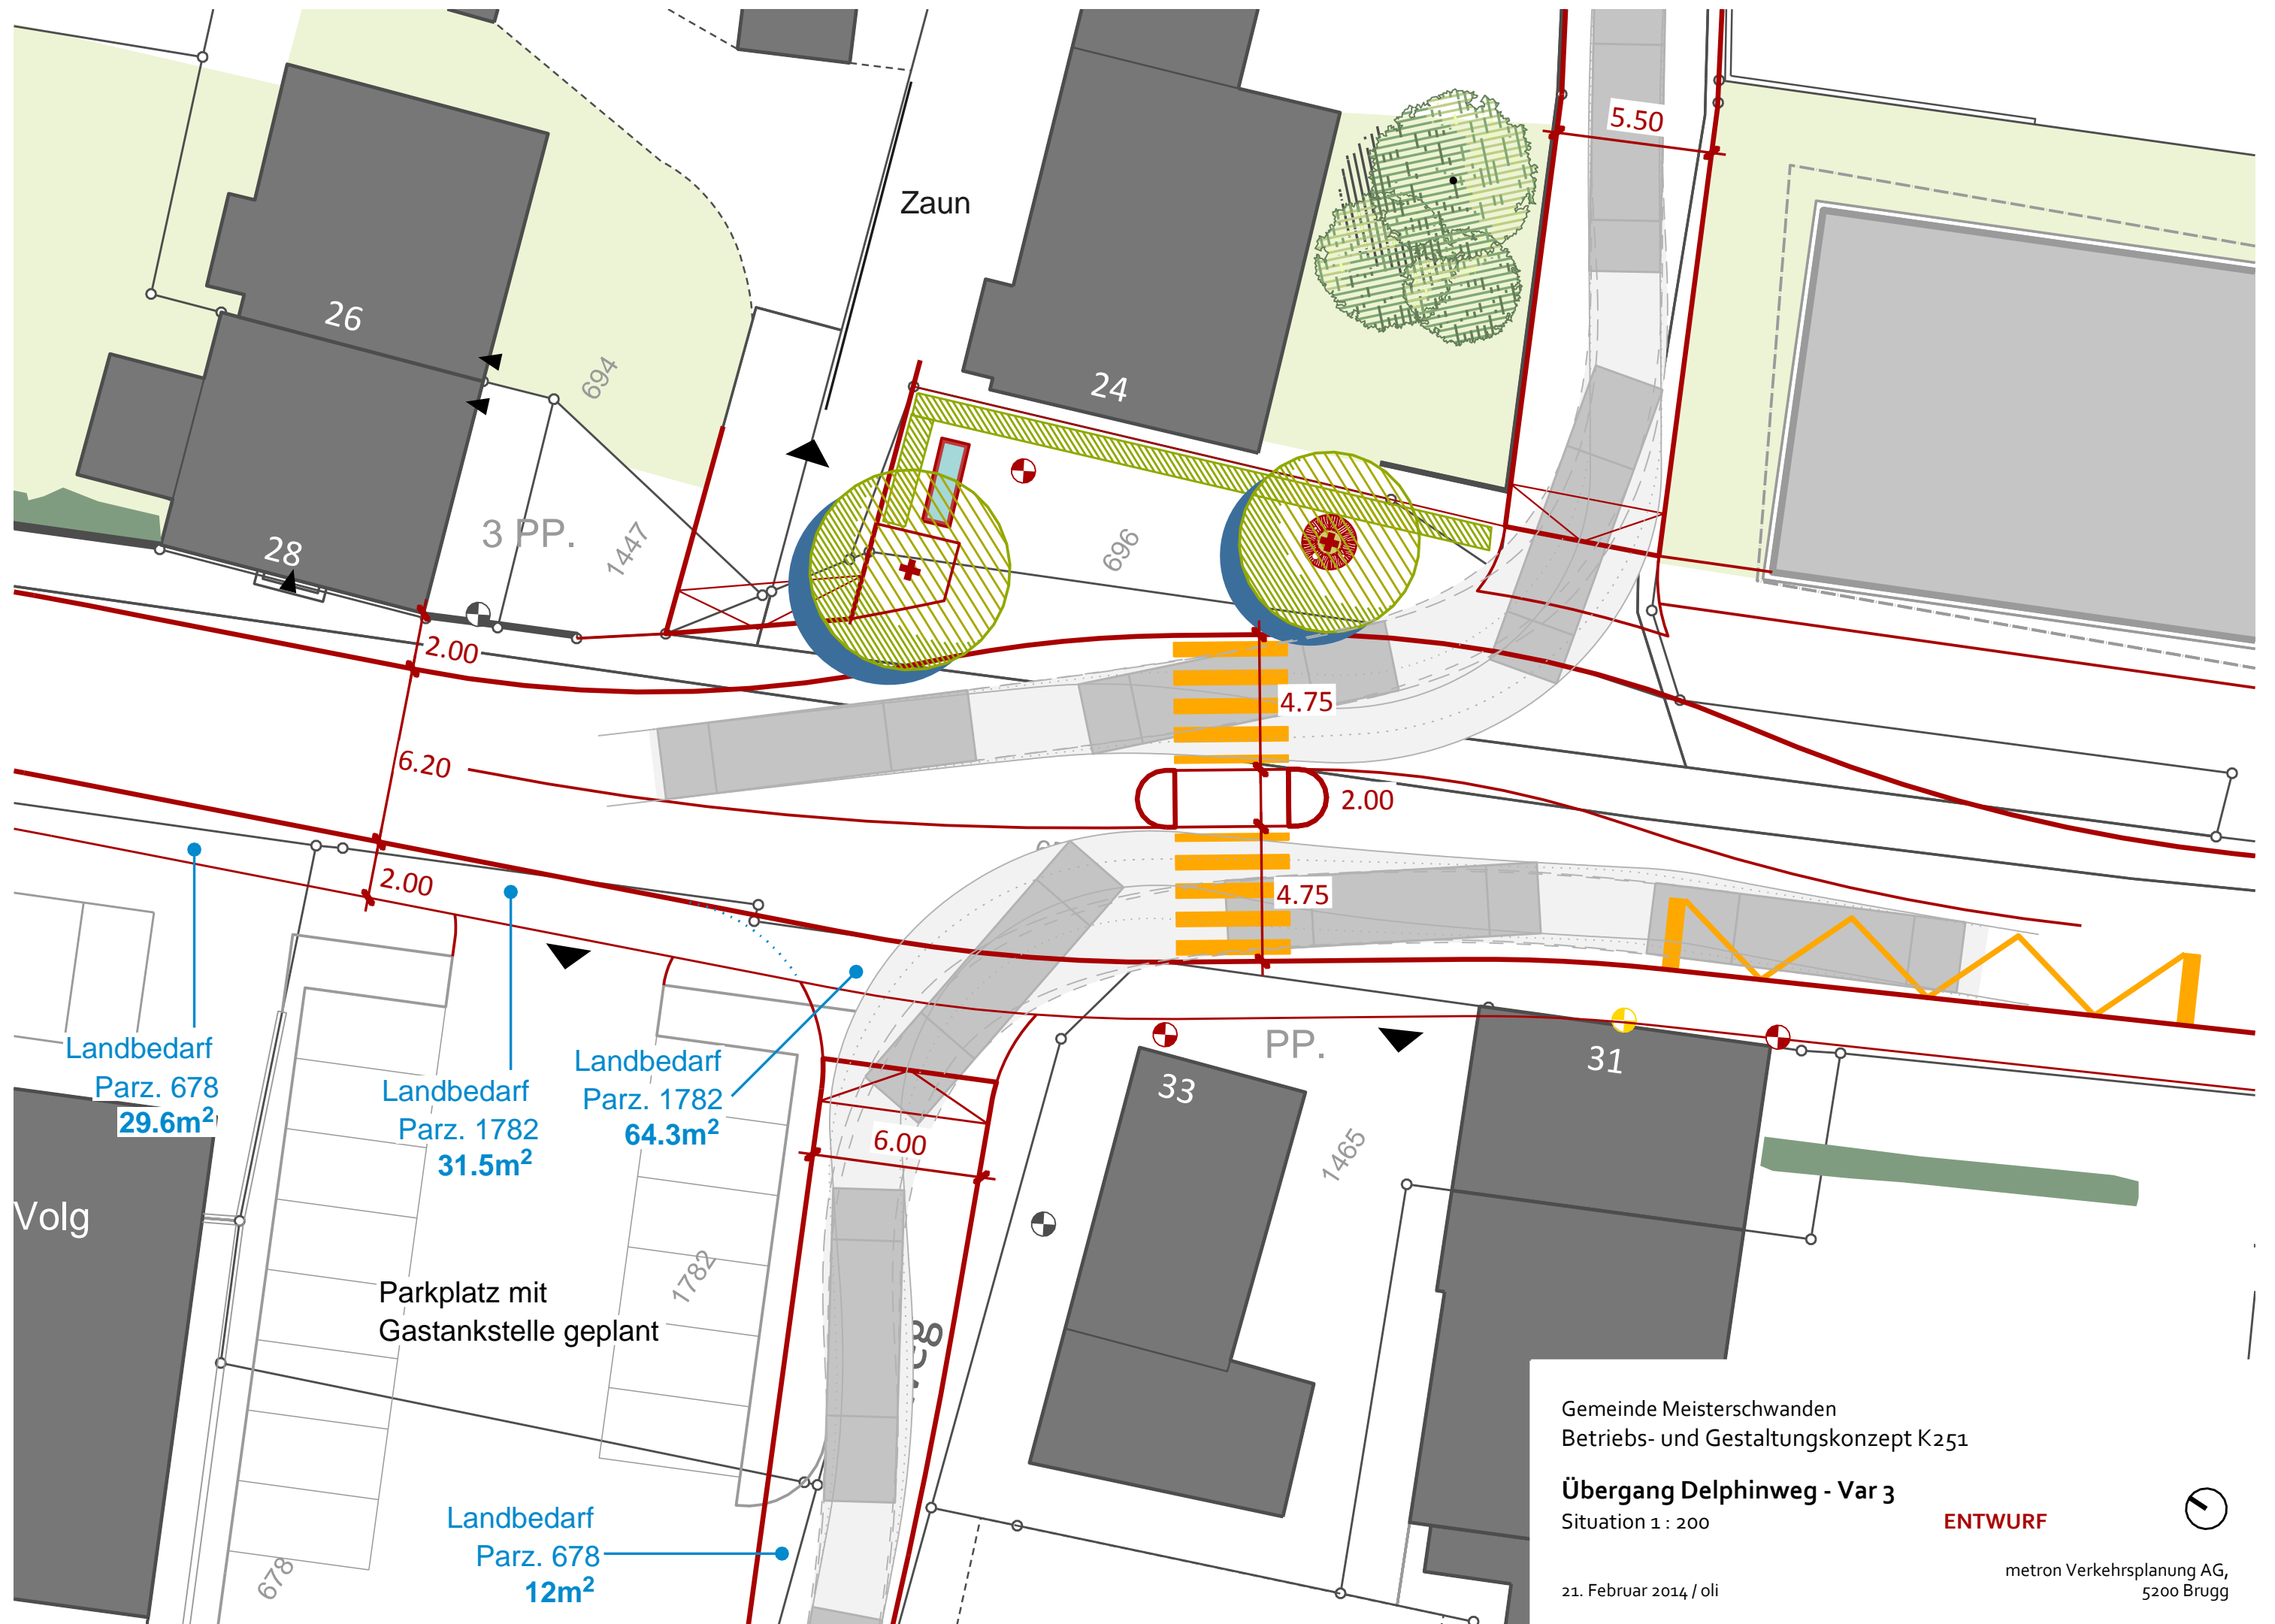 5.50
Zaun
26
694
24
28
3 PP.
1447
696
2.00
4.75
6.20
2.00
2.00
4.75
Landbedarf
Parz. 678
29.6m²
Landbedarf
Parz. 1782
31.5m²
Landbedarf
Parz. 1782
64.3m²
6.00
PP.
33
31
1465
Volg
1782
Parkplatz mit
Gastankstelle geplant
678
Landbedarf
Parz. 678
12m²
Gemeinde Meisterschwanden
Betriebs- und Gestaltungskonzept K251
Übergang Delphinweg - Var 3
Situation 1 : 200
ENTWURF
21. Februar 2014 / oli
metron Verkehrsplanung AG,
5200 Brugg